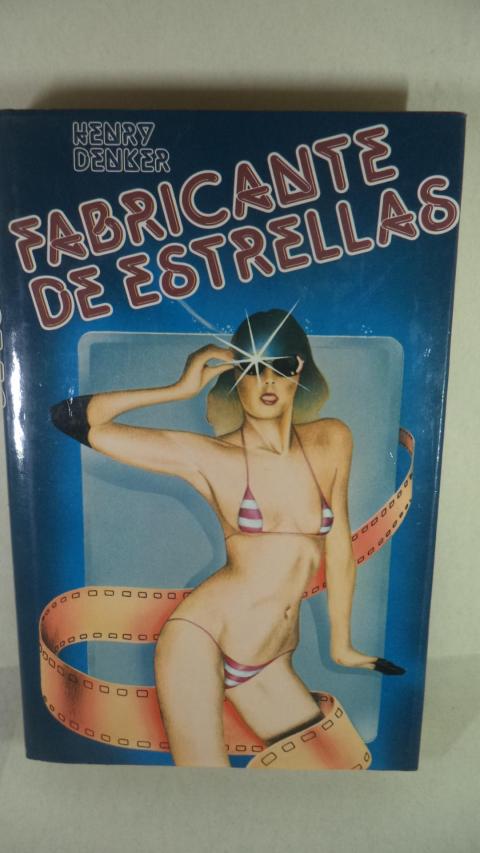 HENRY
DENKER
FABRICANTE
DE ESTRELLAS